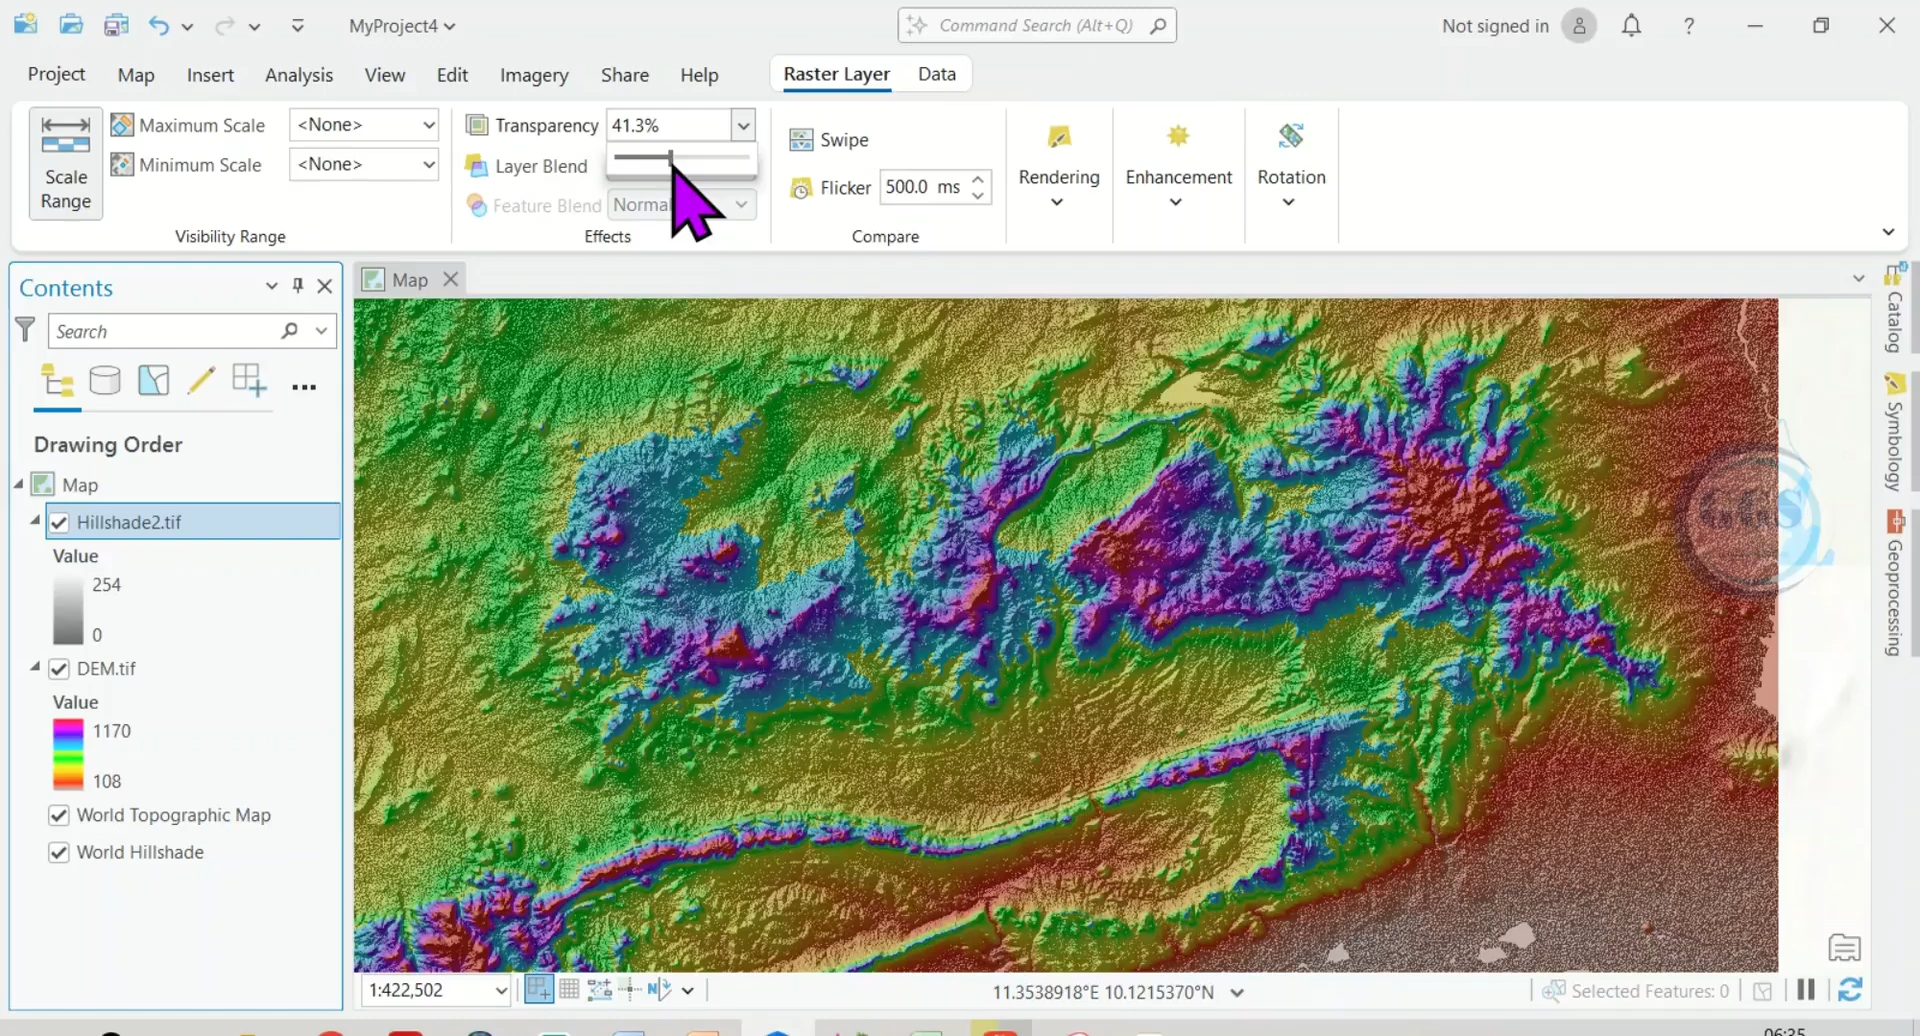 MyProject4
Command Search (Alt+Q)
Not signed in
?
Project
Map
Insert
Analysis
View
Edit
Imagery
Share
Help
Raster Layer
Data
Scale
Range
Maximum Scale
<None>
Minimum Scale
<None>
Visibility Range
Transparency
41.3%
Layer Blend
Feature Blend
Normal
Effects
Swipe
Flicker
500.0 ms
Compare
Rendering
Enhancement
Rotation
Contents
Search
Drawing Order
Map
Hillshade2.tif
Value
254
0
DEM.tif
Value
1170
108
World Topographic Map
World Hillshade
Map
GGS
Catalog
Symbology
Geoprocessing
1:422,502
N
11.3538918°E 10.1215370°N
Selected Features: 0
06:35